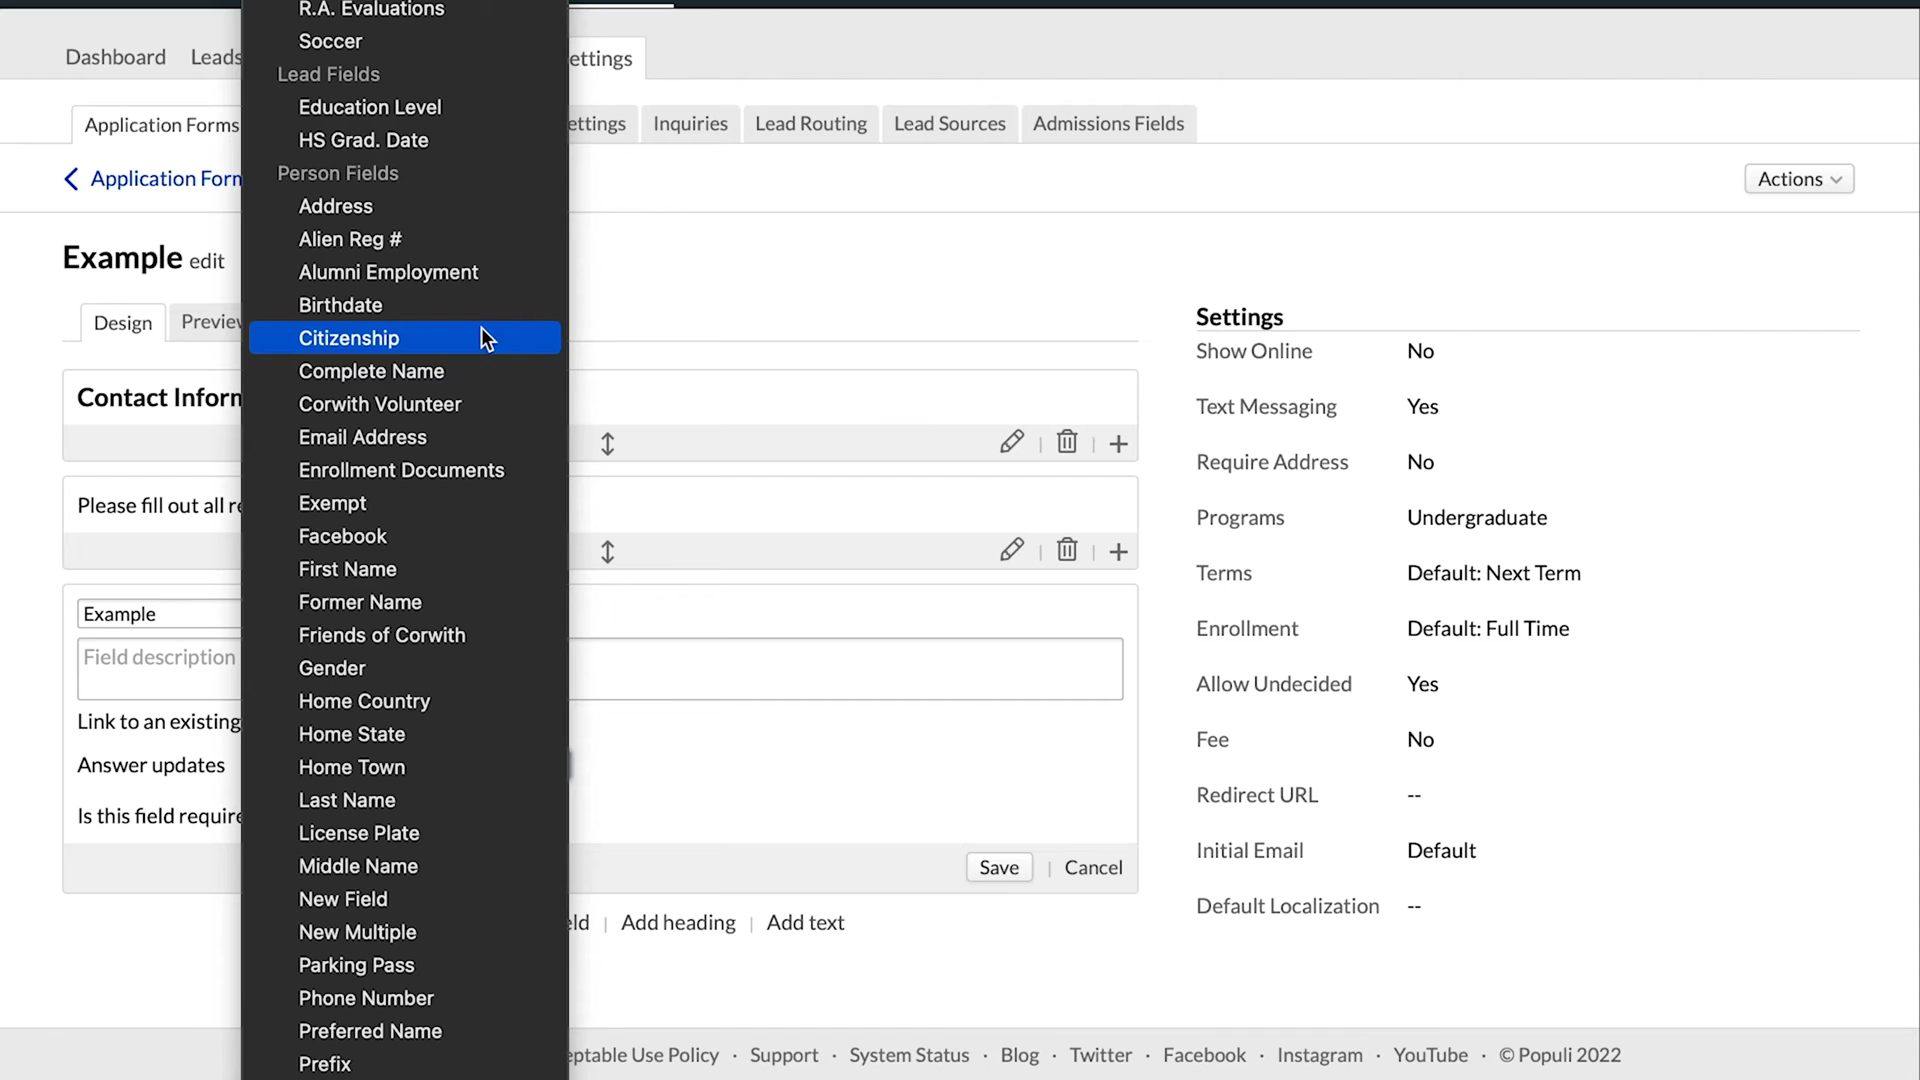 Dashboard Leads ettings
Application Forms ettings Inquiries Lead Routing Lead Sources Admissions Fields
Application Form
Actions
Example edit
Design Preview
Contact Inform
Please fill out all re
Example
Field description
Link to an existing
Answer updates
Is this field require
Save | Cancel
eld | Add heading | Add text
R.A. Evaluations
Soccer
Lead Fields
Education Level
HS Grad. Date
Person Fields
Address
Alien Reg #
Alumni Employment
Birthdate
Citizenship
Complete Name
Corwith Volunteer
Email Address
Enrollment Documents
Exempt
Facebook
First Name
Former Name
Friends of Corwith
Gender
Home Country
Home State
Home Town
Last Name
License Plate
Middle Name
New Field
New Multiple
Parking Pass
Phone Number
Preferred Name
Prefix
Settings
Show Online No
Text Messaging Yes
Require Address No
Programs Undergraduate
Terms Default: Next Term
Enrollment Default: Full Time
Allow Undecided Yes
Fee No
Redirect URL --
Initial Email Default
Default Localization --
eptable Use Policy · Support · System Status · Blog · Twitter · Facebook · Instagram · YouTube · © Populi 2022